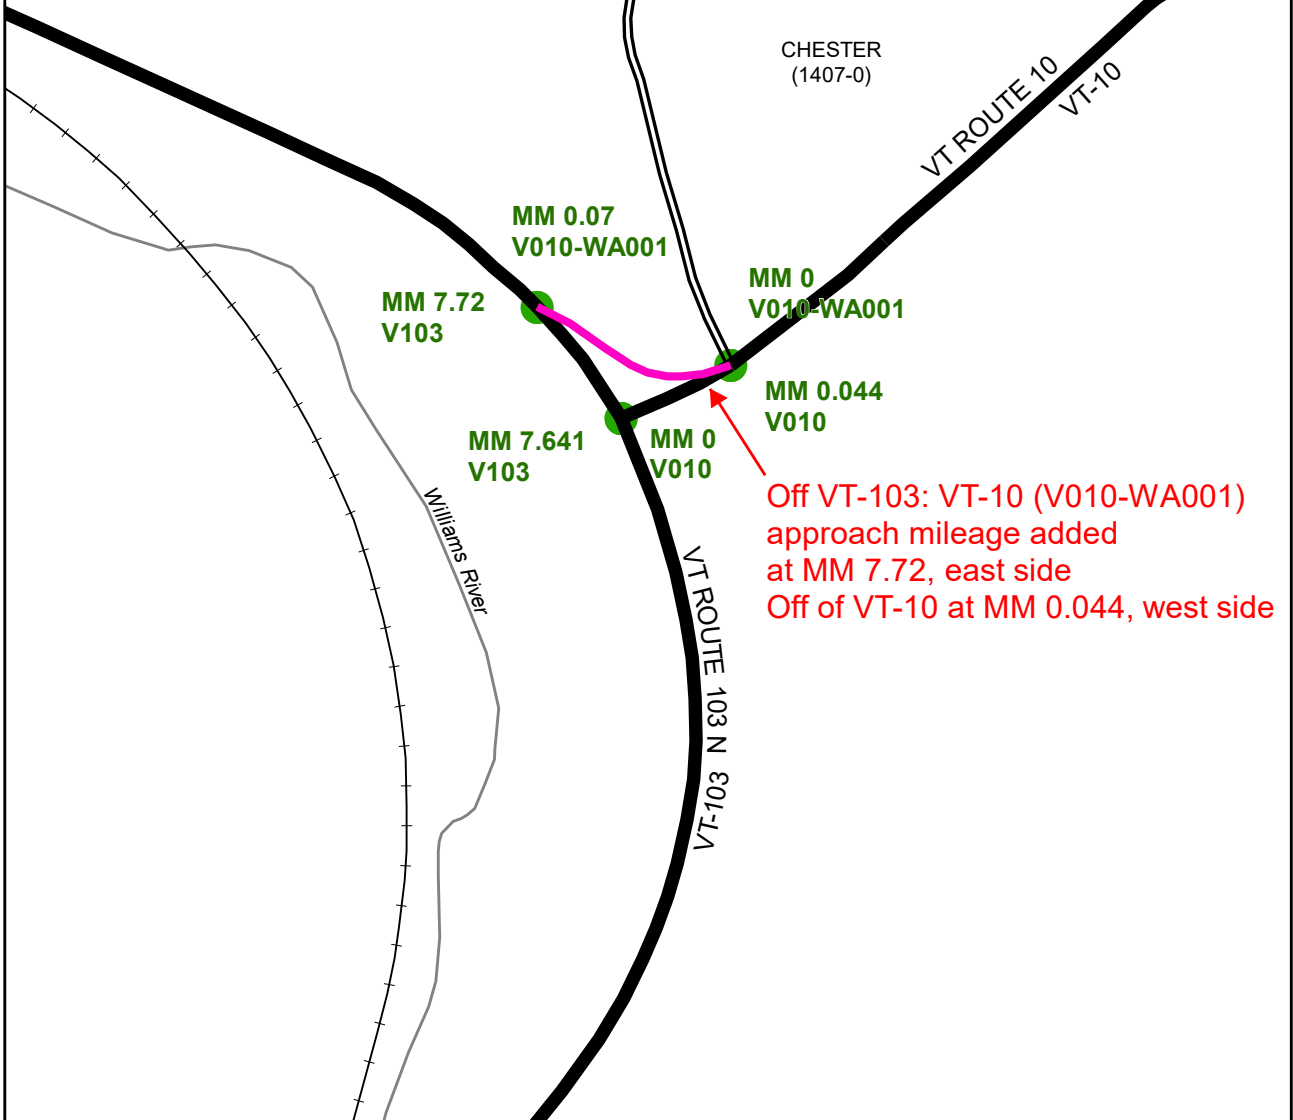 CHESTER
(1407-0)
VT ROUTE 10
VT-10
MM 0.07
V010-WA001
MM 0
V010-WA001
MM 7.72
V103
MM 0.044
V010
MM 7.641
V103
MM 0
V010
Off VT-103: VT-10 (V010-WA001)
approach mileage added
at MM 7.72, east side
Off of VT-10 at MM 0.044, west side
Williams River
VT ROUTE 103 N
VT-103